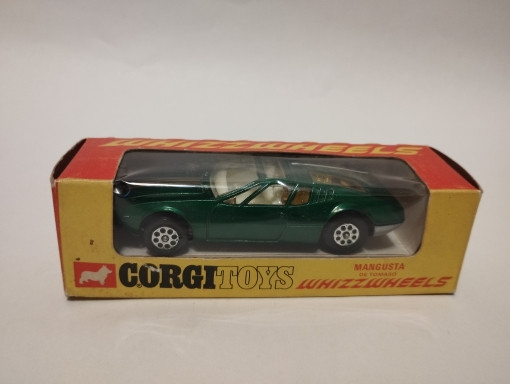 WHIZZWHEELS
CORGI TOYS
MANGUSTA
DE TOMASO
WHIZZWHEELS